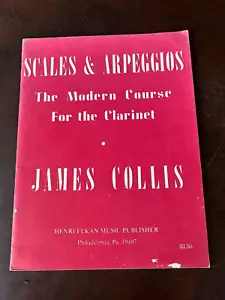 SCALES & ARPEGGIOS
The Modern Course
For the Clarinet
•
JAMES COLLIS
HENRI ELKAN MUSIC PUBLISHER
Philadelphia, Pa. 19107